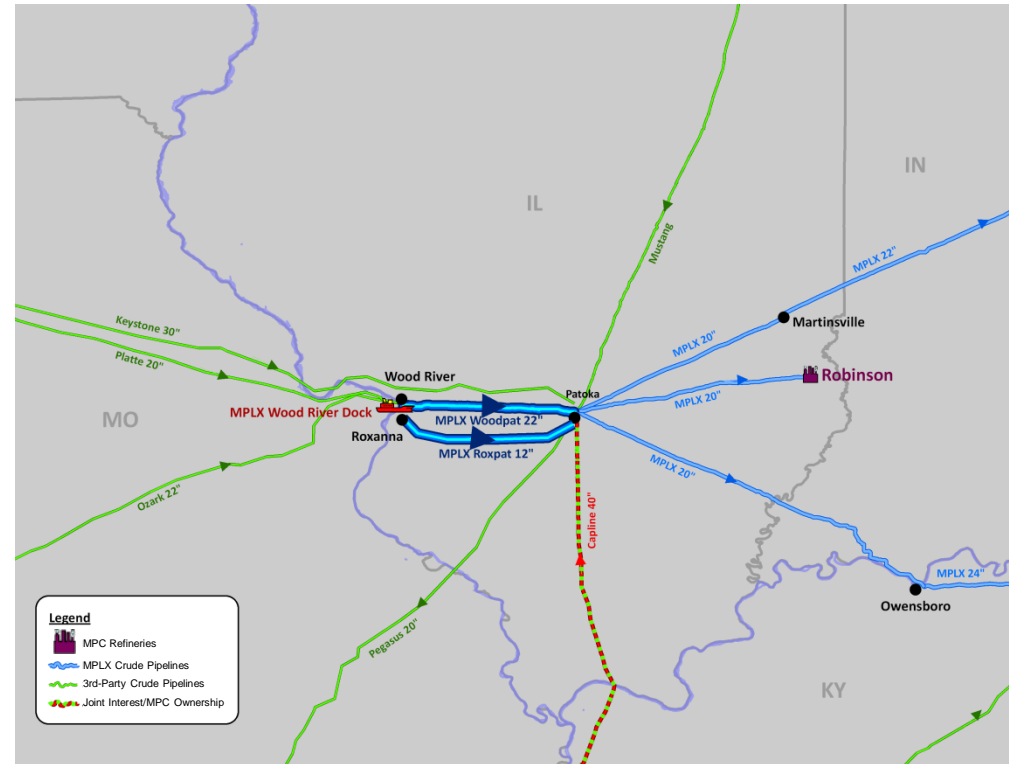 IN
IL
Mustang
MPLX 22"
Martinsville
Keystone 30"
MPLX 20"
Platte 20"
Wood River
Robinson
Patoka
MPLX 20"
MPLX Wood River Dock
MO
MPLX Woodpat 22"
Roxanna
MPLX Roxpat 12"
MPLX 20"
Ozark 22"
Capline 40"
MPLX 24"
Owensboro
Pegasus 20"
KY
Legend
MPC Refineries
MPLX Crude Pipelines
3rd-Party Crude Pipelines
Joint Interest/MPC Ownership